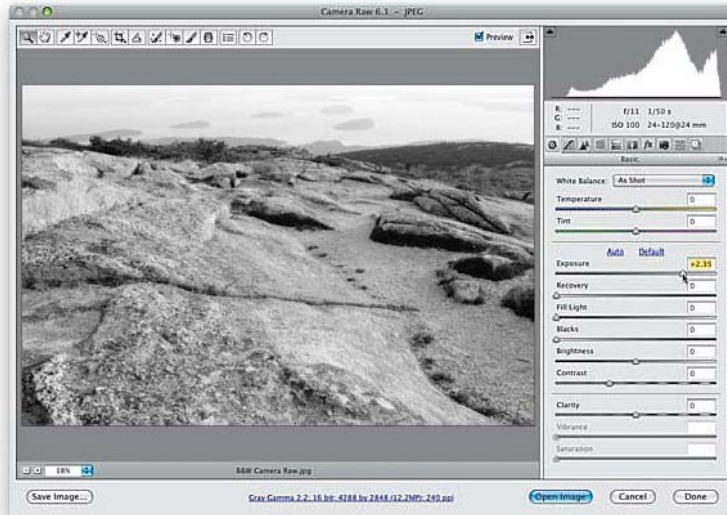 Camera Raw 6.1 - JPEG
Preview
R: ---
G: ---
B: ---
f/11 1/50 s
ISO 100 24-120@24 mm
fx
Basic
White Balance: As Shot
Temperature 0
Tint 0
Auto Default
Exposure +2.35
Recovery 0
Fill Light 0
Blacks 0
Brightness 0
Contrast 0
Clarity 0
Vibrance
Saturation
18%
B&W Camera Raw.jpg
Save Image...
Gray Gamma 2.2; 16 bit; 4288 by 2848 (12.2MP); 240 ppi
Open Image
Cancel
Done